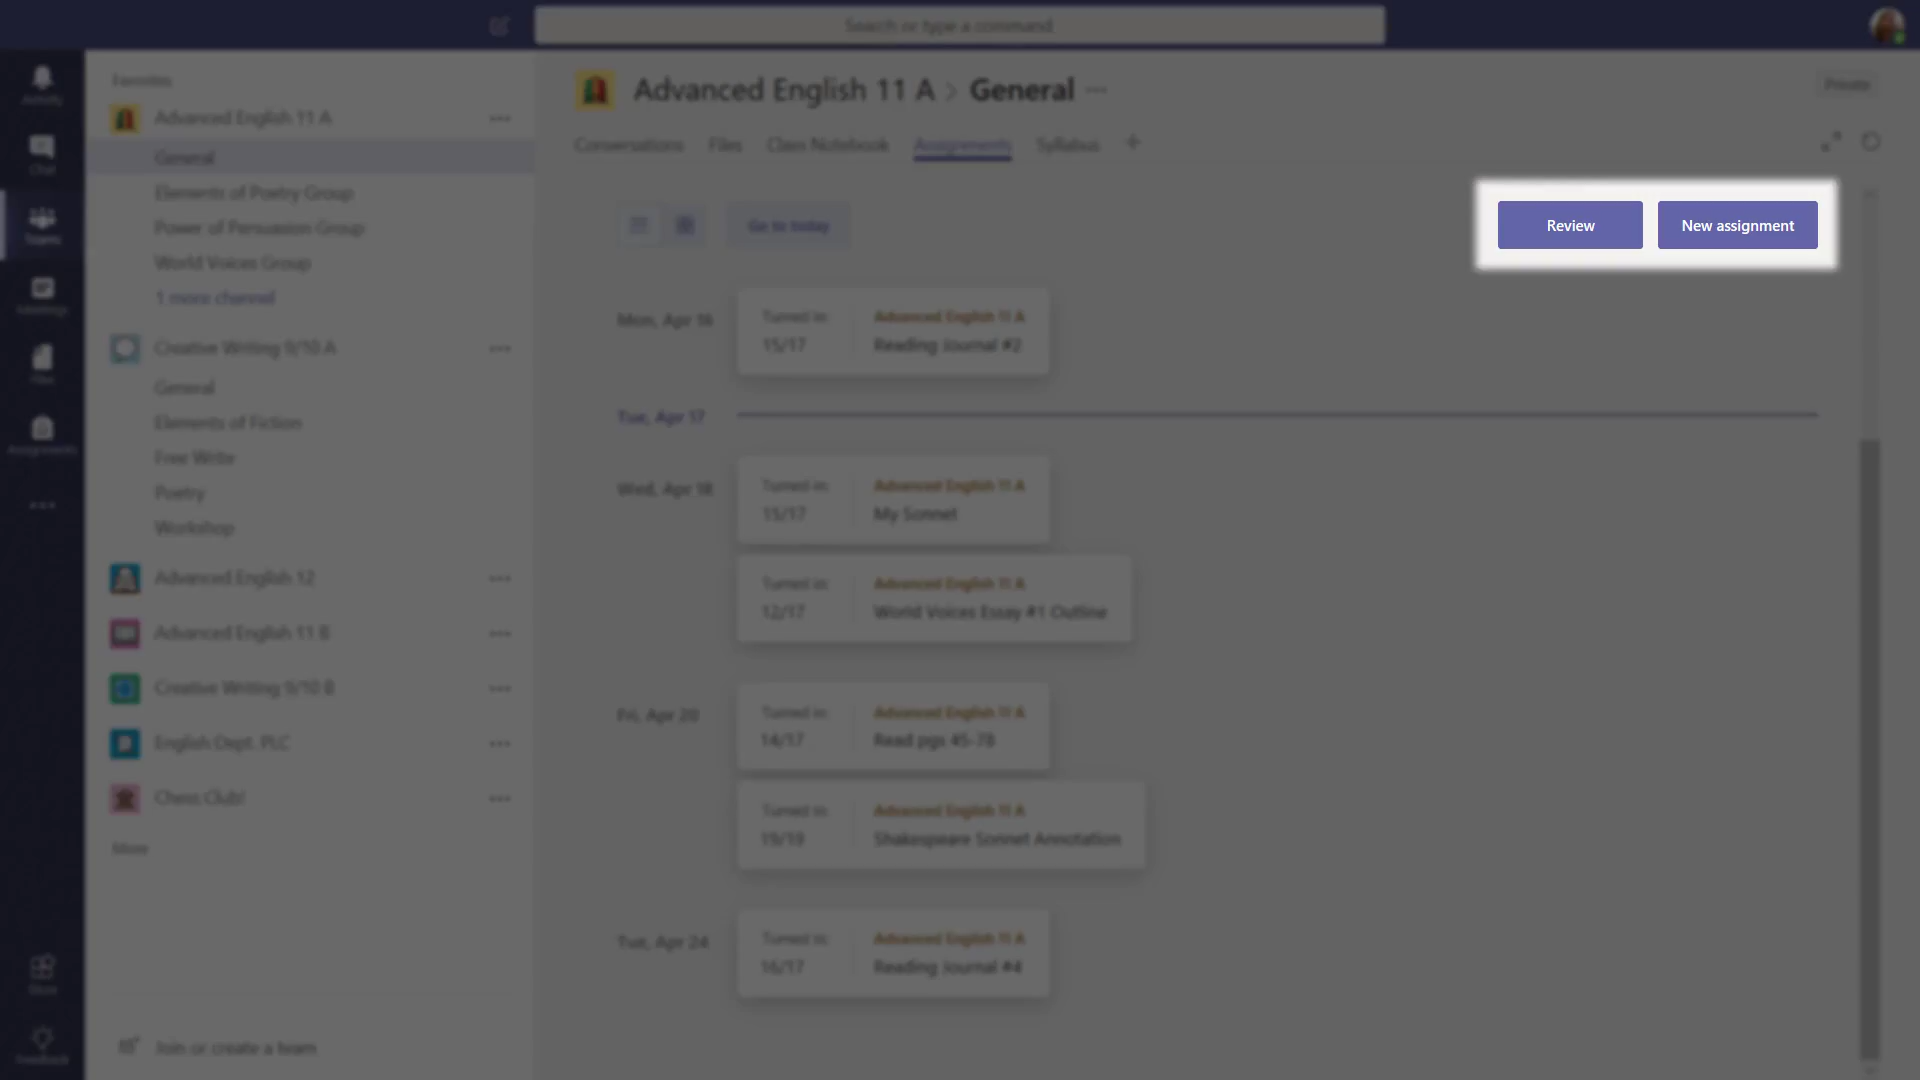 Search or type a command
Activity
Chat
Teams
Meetings
Files
Assignments
Store
Feedback
Favorites
Advanced English 11 A
General
Elements of Poetry Group
Power of Persuasion Group
World Voices Group
1 more channel
Creative Writing 9/10 A
General
Elements of Fiction
Free Write
Poetry
Workshop
Advanced English 12
Advanced English 11 B
Creative Writing 9/10 B
English Dept. PLC
Chess Club!
More
Join or create a team
Advanced English 11 A > General
Private
Conversations Files Class Notebook Assignments Syllabus
Go to today
Review New assignment
Mon, Apr 16
Turned in: Advanced English 11 A
15/17 Reading Journal #2
Tue, Apr 17
Wed, Apr 18
Turned in: Advanced English 11 A
15/17 My Sonnet
Turned in: Advanced English 11 A
12/17 World Voices Essay #1 Outline
Fri, Apr 20
Turned in: Advanced English 11 A
14/17 Read pgs 45-78
Turned in: Advanced English 11 A
19/19 Shakespeare Sonnet Annotation
Tue, Apr 24
Turned in: Advanced English 11 A
16/17 Reading Journal #4